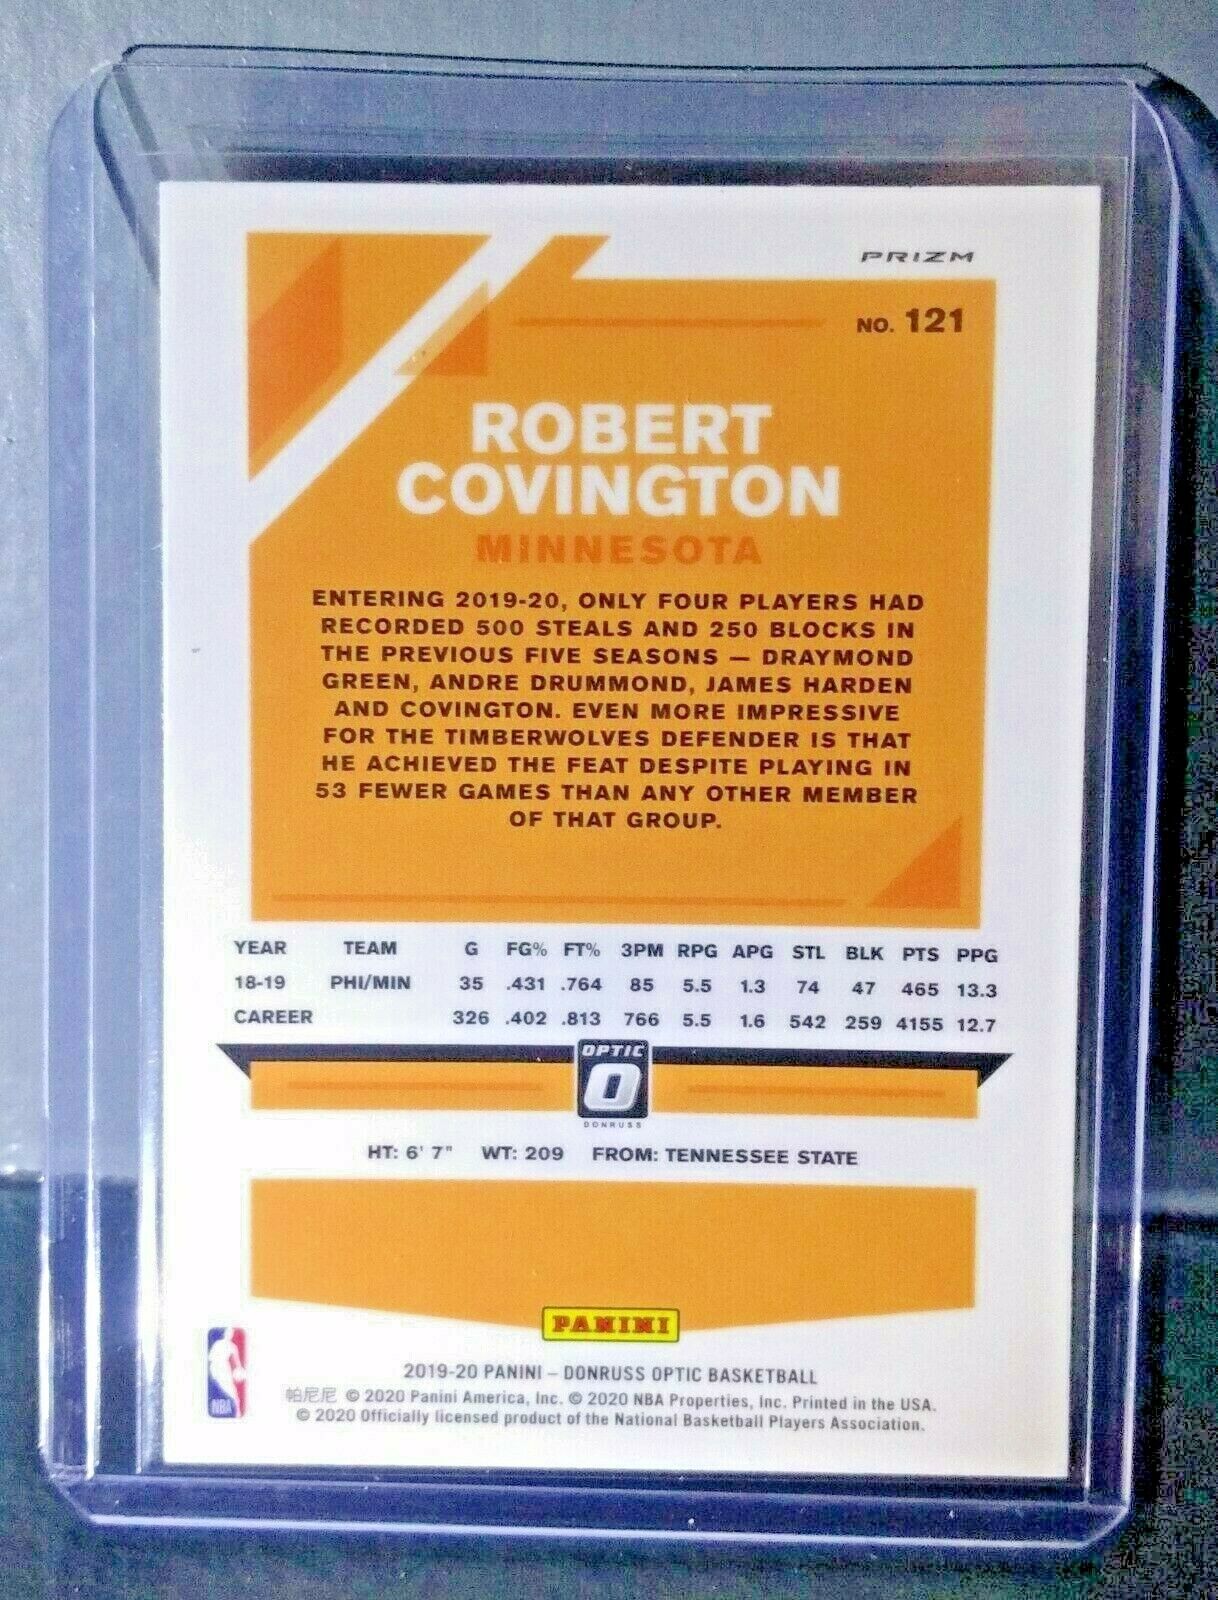 PRIZM
NO. 121
ROBERT
COVINGTON
MINNESOTA
ENTERING 2019-20, ONLY FOUR PLAYERS HAD
RECORDED 500 STEALS AND 250 BLOCKS IN
THE PREVIOUS FIVE SEASONS — DRAYMOND
GREEN, ANDRE DRUMMOND, JAMES HARDEN
AND COVINGTON. EVEN MORE IMPRESSIVE
FOR THE TIMBERWOLVES DEFENDER IS THAT
HE ACHIEVED THE FEAT DESPITE PLAYING IN
53 FEWER GAMES THAN ANY OTHER MEMBER
OF THAT GROUP.
YEAR TEAM G FG% FT% 3PM RPG APG STL BLK PTS PPG
18-19 PHI/MIN 35 .431 .764 85 5.5 1.3 74 47 465 13.3
CAREER 326 .402 .813 766 5.5 1.6 542 259 4155 12.7
OPTIC
O
DONRUSS
HT: 6' 7" WT: 209 FROM: TENNESSEE STATE
PANINI
2019-20 PANINI – DONRUSS OPTIC BASKETBALL
帕尼尼 © 2020 Panini America, Inc. © 2020 NBA Properties, Inc. Printed in the USA.
© 2020 Officially licensed product of the National Basketball Players Association.
NBA